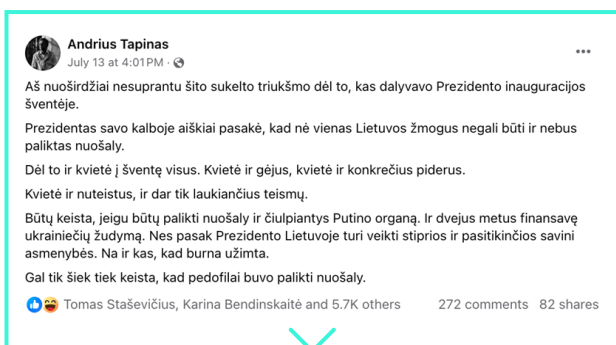 Andrius Tapinas
July 13 at 4:01 PM ·
Aš nuoširdžiai nesuprantu šito sukelto triukšmo dėl to, kas dalyvavo Prezidento inauguracijos
šventėje.
Prezidentas savo kalboje aiškiai pasakė, kad nė vienas Lietuvos žmogus negali būti ir nebus
paliktas nuošaly.
Dėl to ir kvietė į šventę visus. Kvietė ir gėjus, kvietė ir konkrečius piderus.
Kvietė ir nuteistus, ir dar tik laukiančius teismų.
Būtų keista, jeigu būtų palikti nuošaly ir čiulpiantys Putino organą. Ir dvejus metus finansavę
ukrainiečių žudymą. Nes pasak Prezidento Lietuvoje turi veikti stiprios ir pasitikinčios savini
asmenybės. Na ir kas, kad burna užimta.
Gal tik šiek tiek keista, kad pedofilai buvo palikti nuošaly.
Tomas Staševičius, Karina Bendinskaitė and 5.7K others 272 comments 82 shares